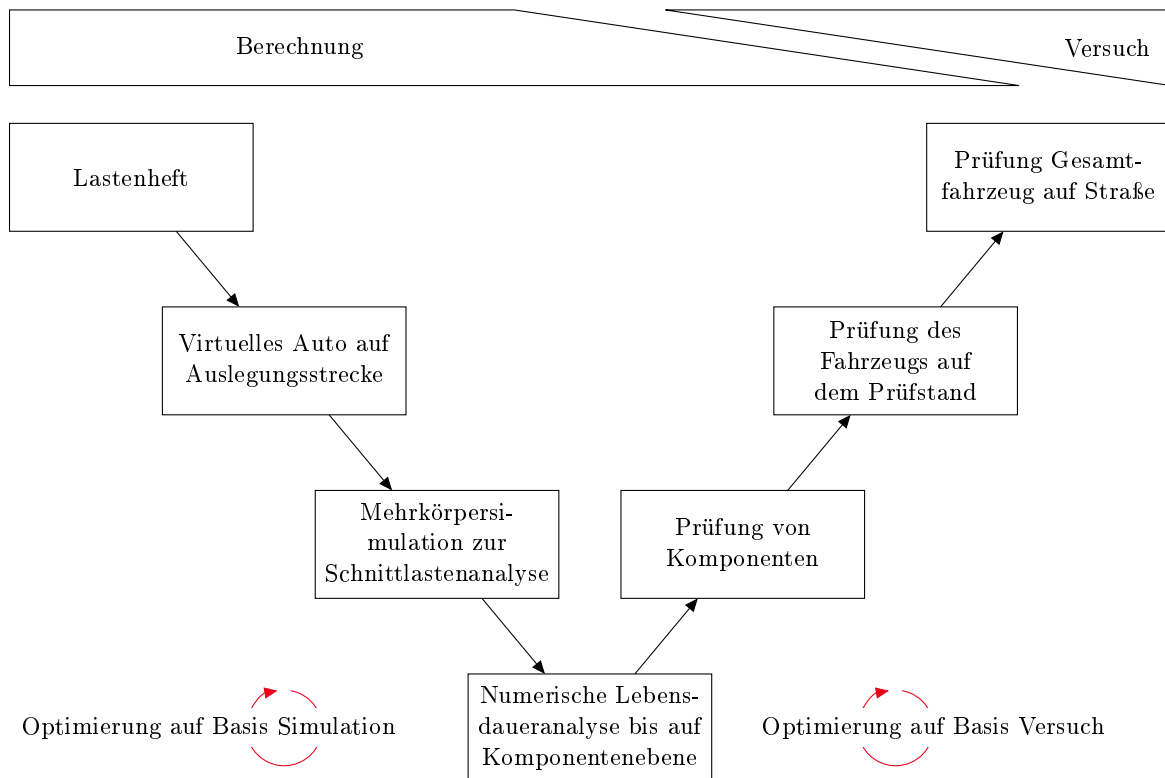 Berechnung
Versuch
Lastenheft
Prüfung Gesamt-
fahrzeug auf Straße
Virtuelles Auto auf
Auslegungsstrecke
Prüfung des
Fahrzeugs auf
dem Prüfstand
Mehrkörpersi-
mulation zur
Schnittlastenanalyse
Prüfung von
Komponenten
Numerische Lebens-
daueranalyse bis auf
Komponentenebene
Optimierung auf Basis Simulation
Optimierung auf Basis Versuch